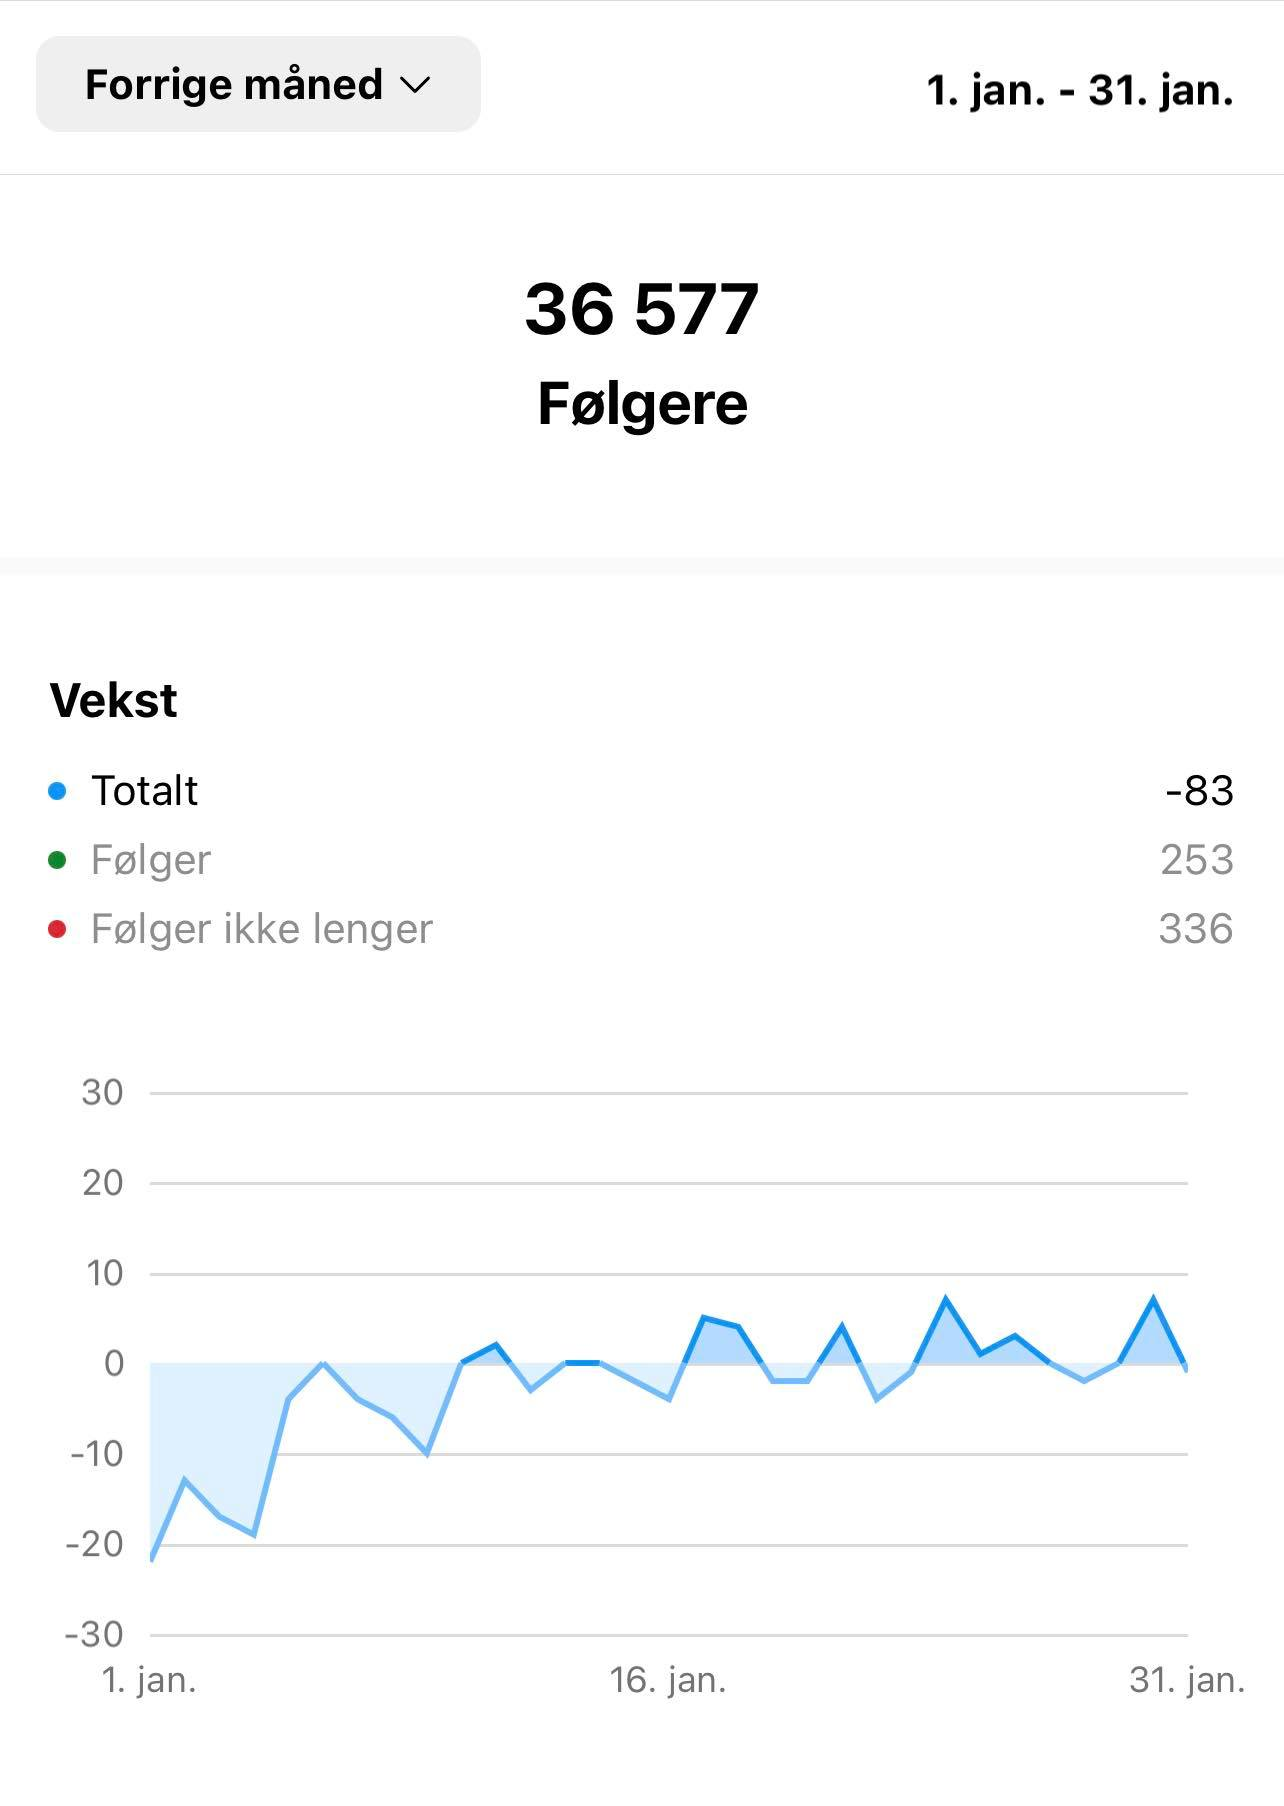 Forrige måned
1. jan. - 31. jan.
36 577
Følgere
Vekst
Totalt -83
Følger 253
Følger ikke lenger 336
30
20
10
0
-10
-20
-30
1. jan. 16. jan. 31. jan.